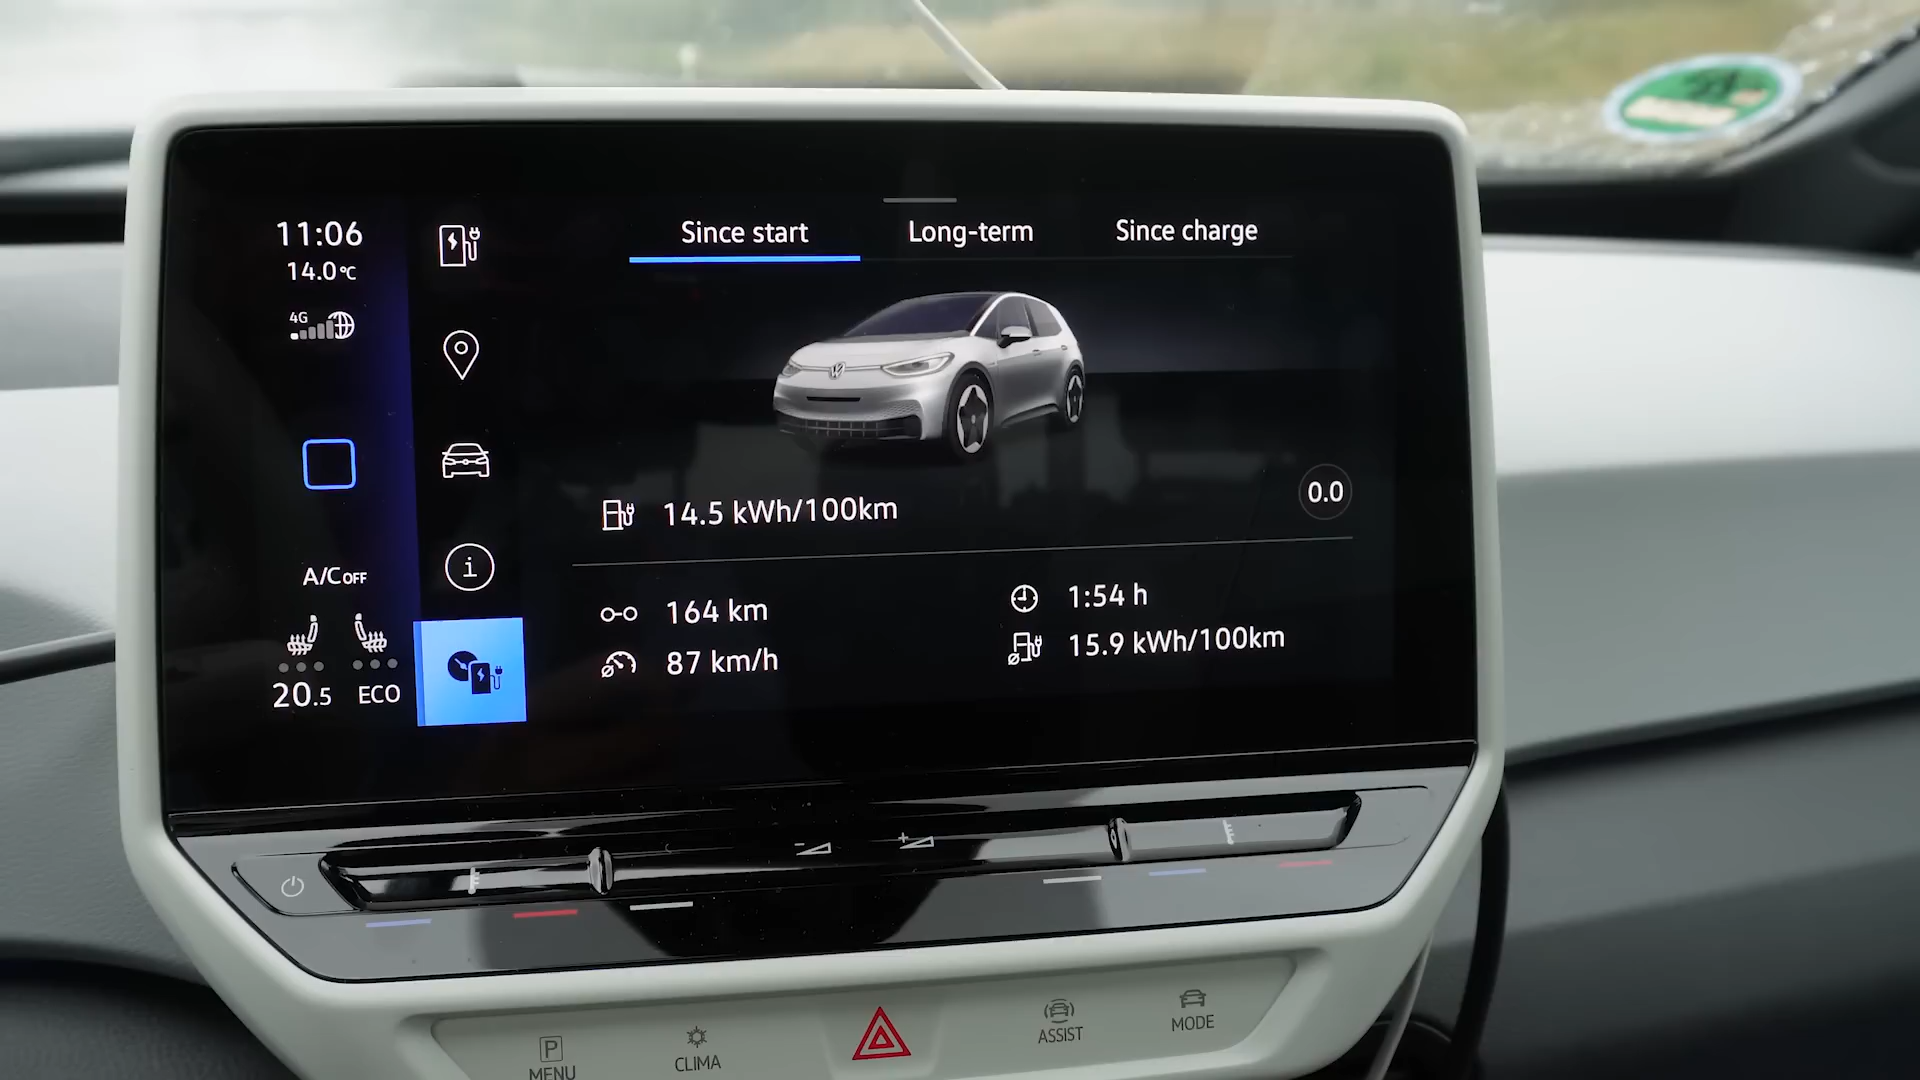 Since start Long-term Since charge
11:06
14.0°C
4G
14.5 kWh/100km
0.0
A/C OFF
164 km
1:54 h
87 km/h
15.9 kWh/100km
20.5 ECO
P
MENU
CLIMA
ASSIST
MODE